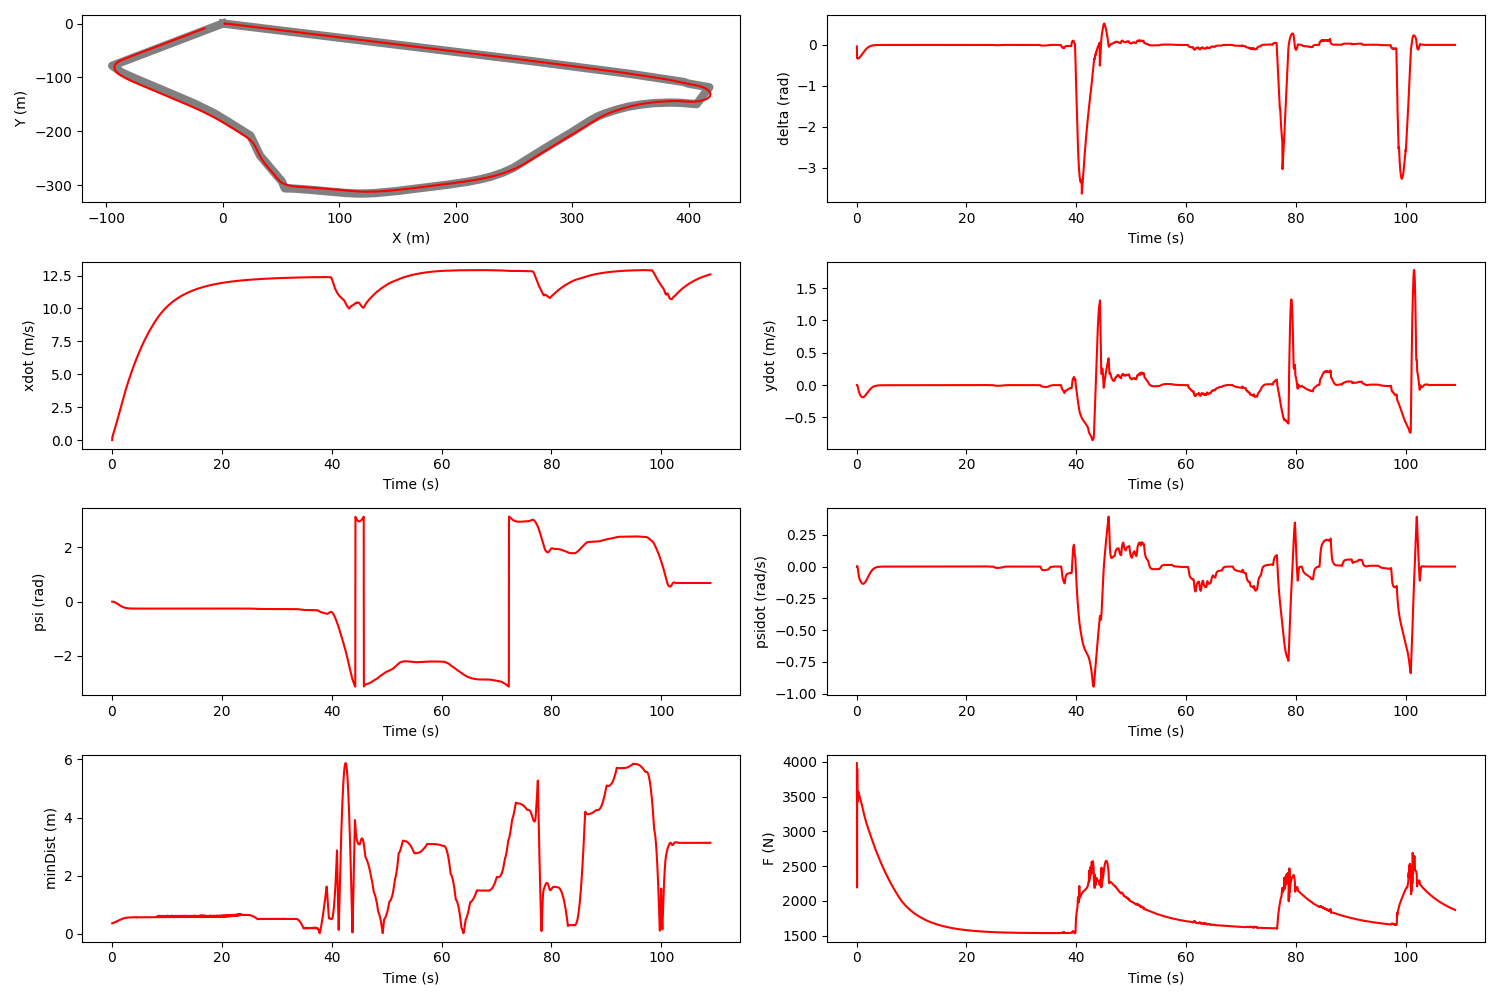 0
−100
−200
−300
Y (m)
−100 0 100 200 300 400
X (m)
0
−1
−2
−3
delta (rad)
0 20 40 60 80 100
Time (s)
12.5
10.0
7.5
5.0
2.5
0.0
xdot (m/s)
0 20 40 60 80 100
Time (s)
1.5
1.0
0.5
0.0
−0.5
ydot (m/s)
0 20 40 60 80 100
Time (s)
2
0
−2
psi (rad)
0 20 40 60 80 100
Time (s)
0.25
0.00
−0.25
−0.50
−0.75
−1.00
psidot (rad/s)
0 20 40 60 80 100
Time (s)
6
4
2
0
minDist (m)
0 20 40 60 80 100
Time (s)
4000
3500
3000
2500
2000
1500
F (N)
0 20 40 60 80 100
Time (s)